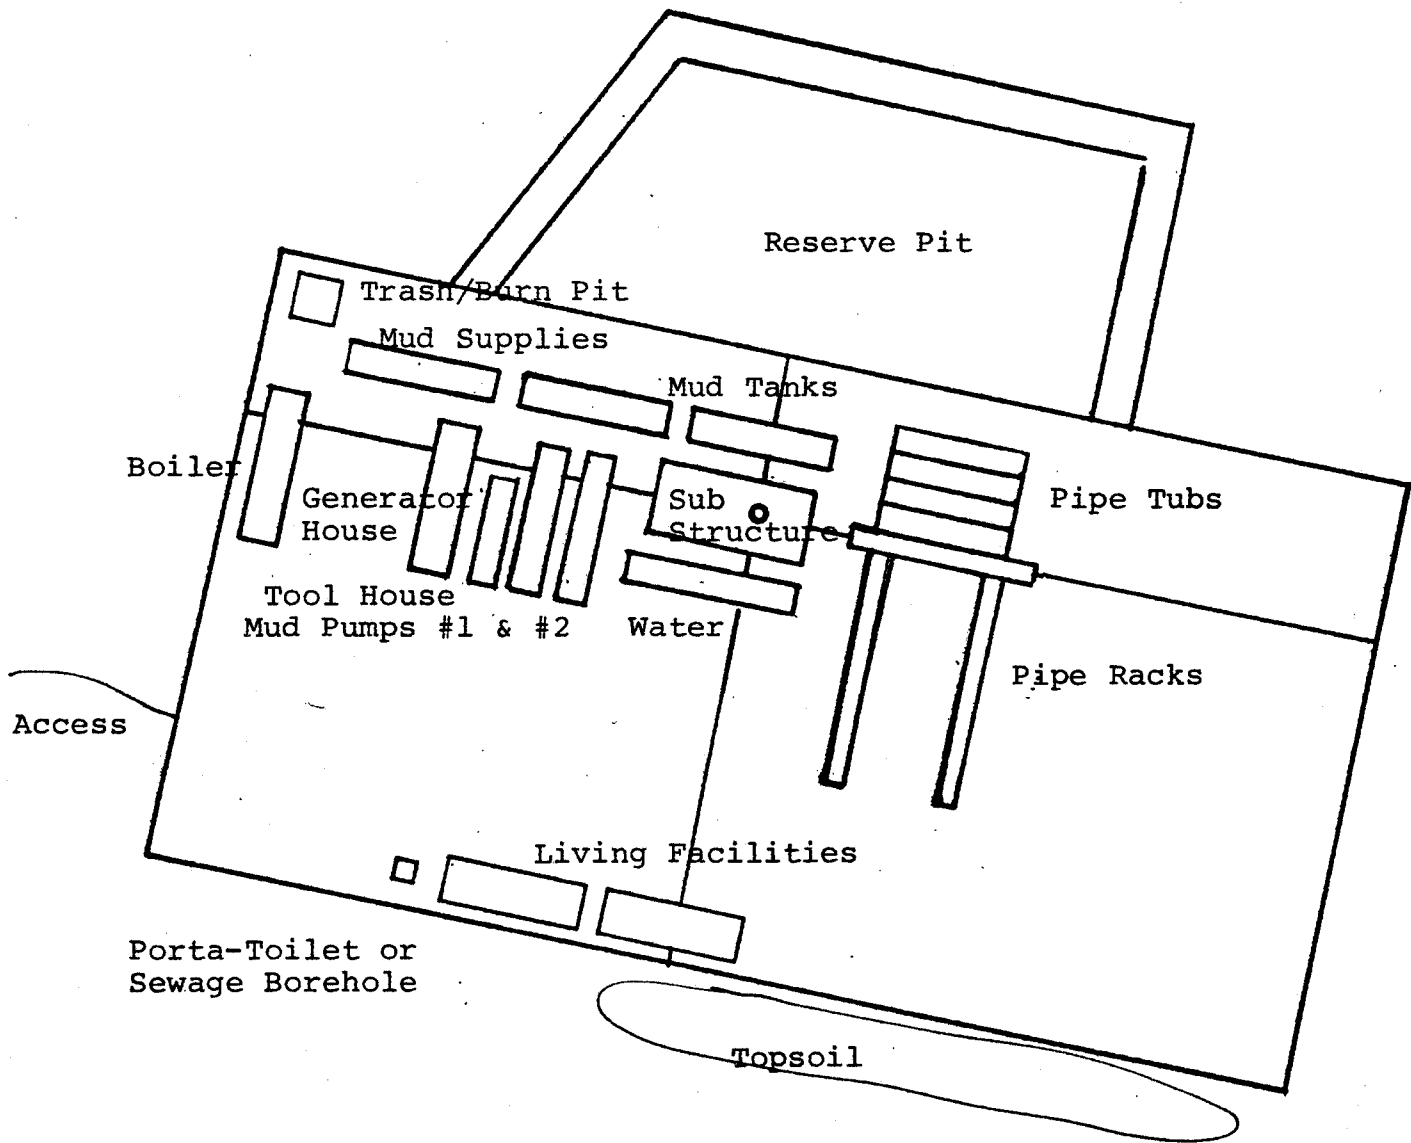 Reserve Pit
Trash/Burn Pit
Mud Supplies
Mud Tanks
Boiler
Generator
House
Sub
Structure
Pipe Tubs
Tool House
Mud Pumps #1 & #2
Water
Pipe Racks
Access
Living Facilities
Porta-Toilet or
Sewage Borehole
Topsoil